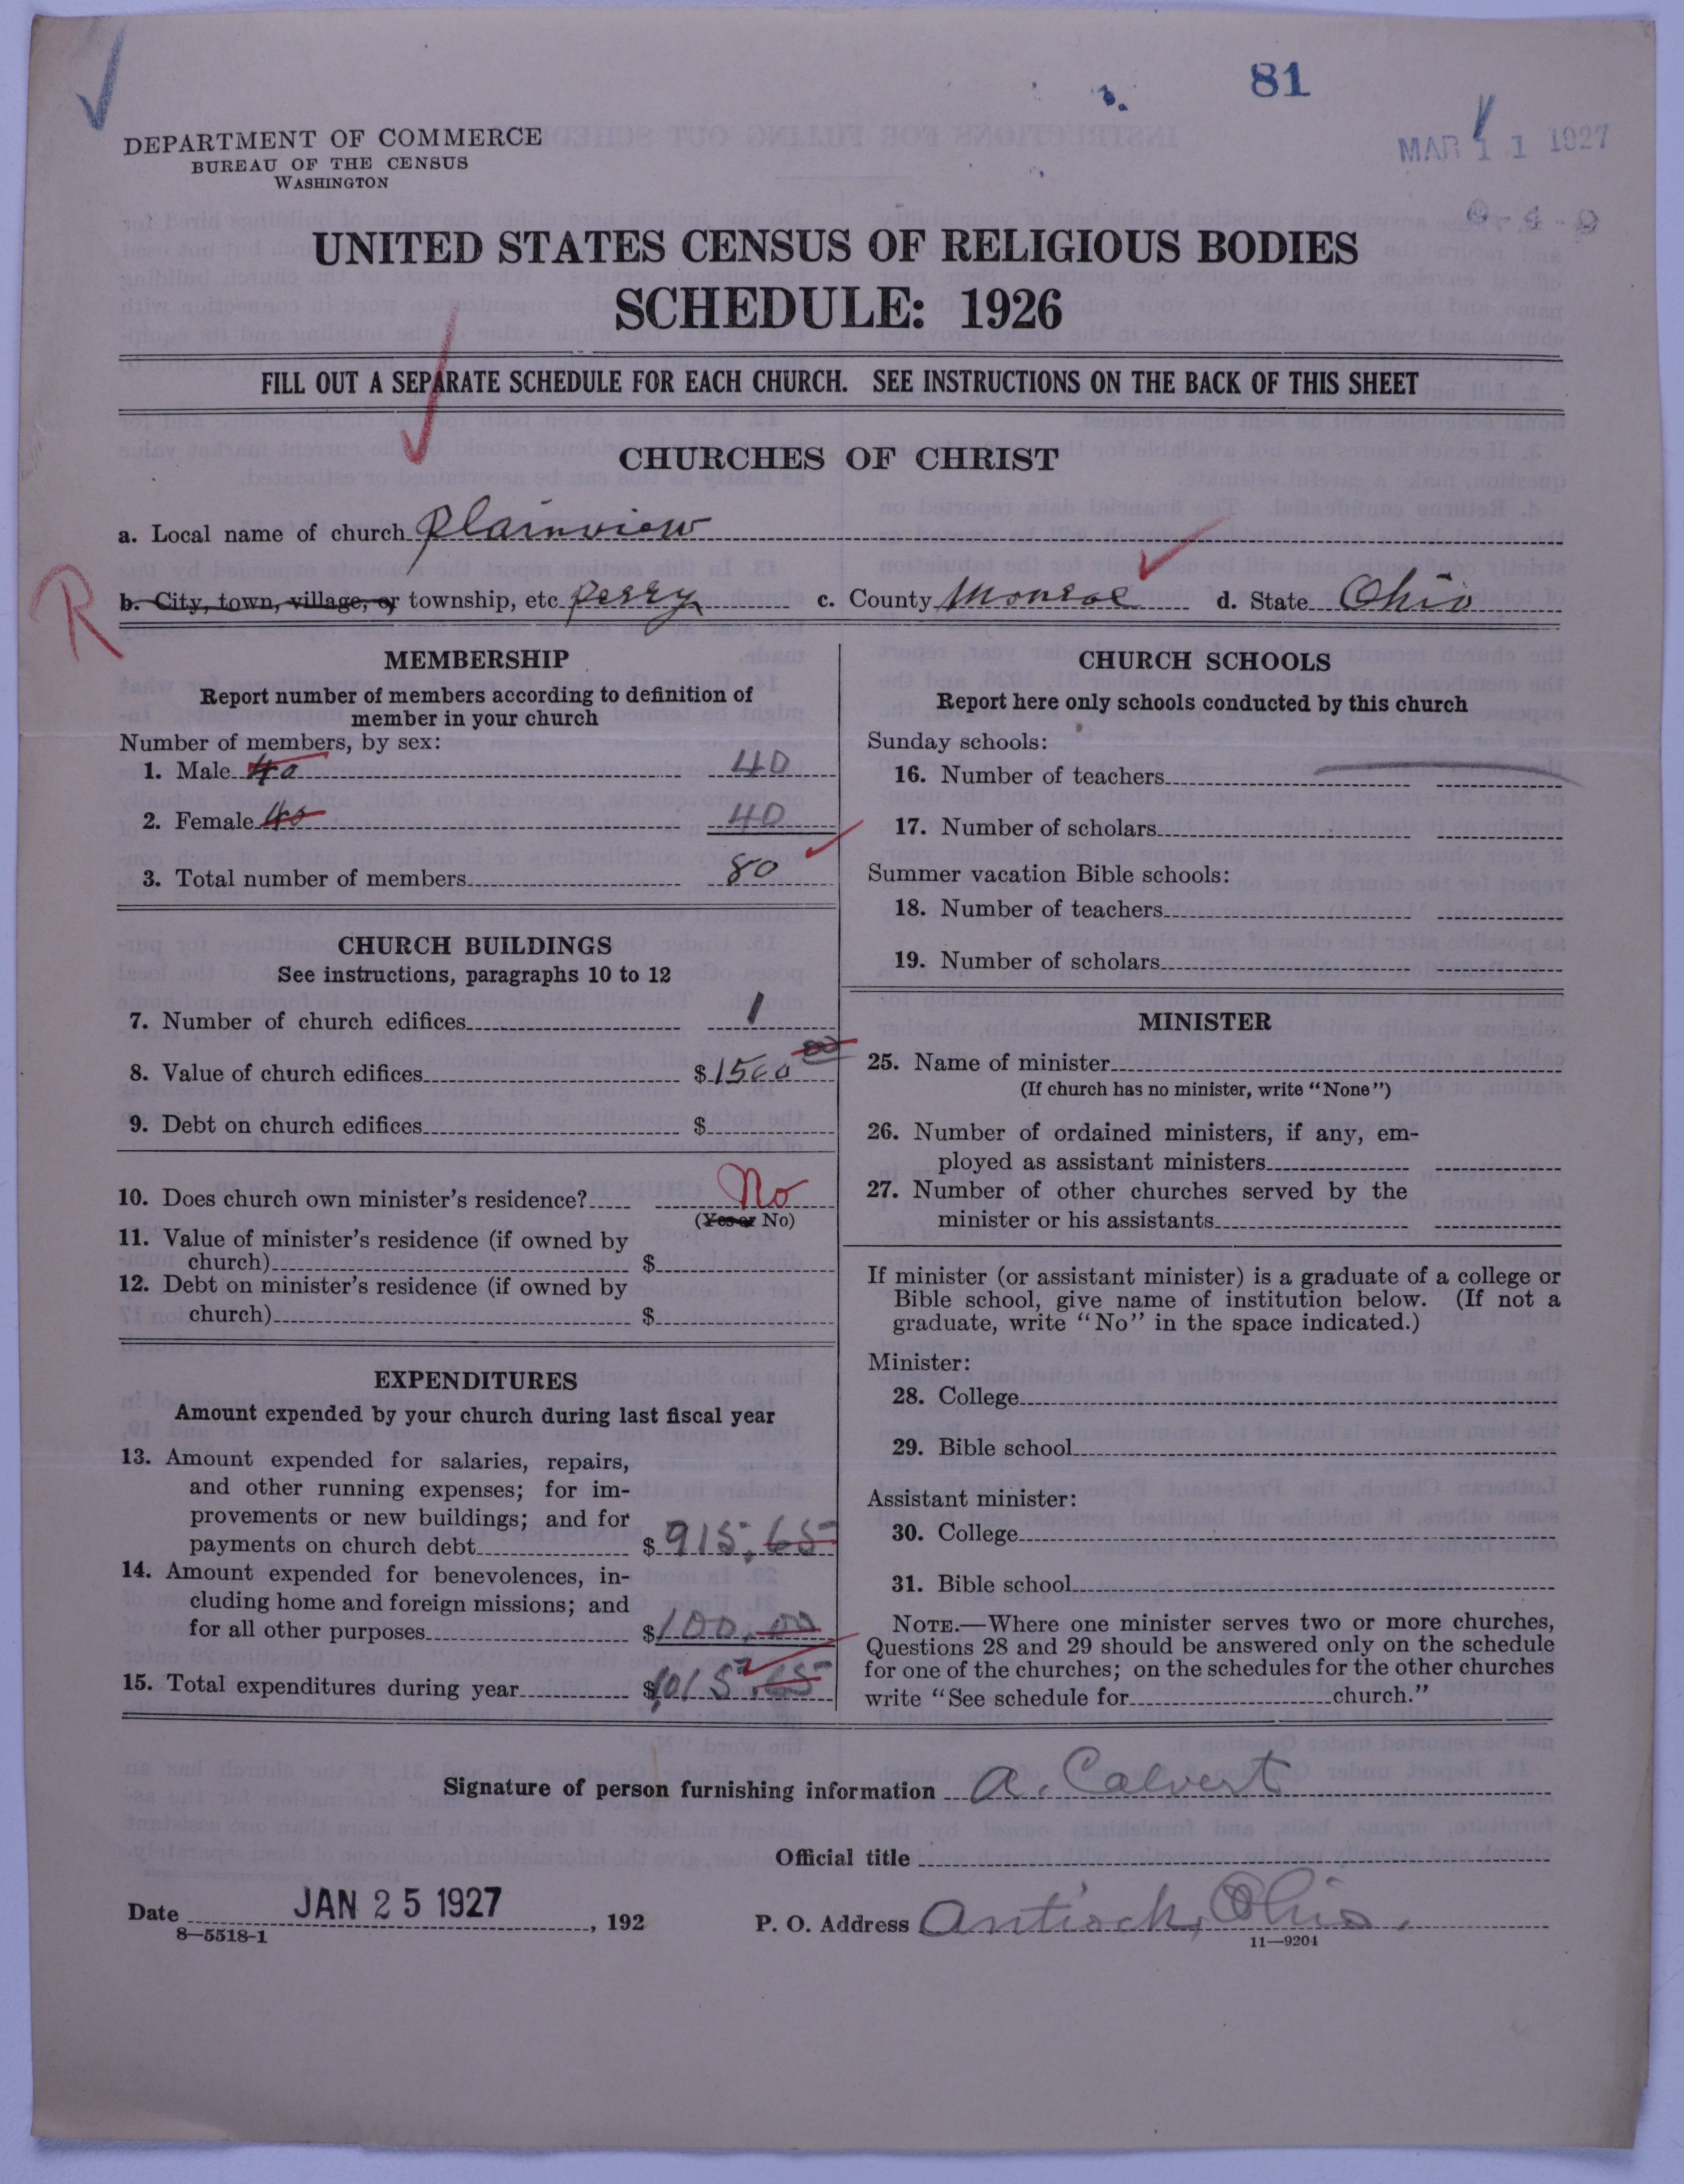 81
MAR 11 1927
DEPARTMENT OF COMMERCE
BUREAU OF THE CENSUS
WASHINGTON
UNITED STATES CENSUS OF RELIGIOUS BODIES
SCHEDULE: 1926
FILL OUT A SEPARATE SCHEDULE FOR EACH CHURCH. SEE INSTRUCTIONS ON THE BACK OF THIS SHEET
CHURCHES OF CHRIST
a. Local name of church Plainview
R
b. City, town, village, or township, etc. Perry c. County Monroe d. State Ohio
MEMBERSHIP
Report number of members according to definition of
member in your church
Number of members, by sex:
1. Male 40 40
2. Female 40 40
3. Total number of members 80
CHURCH BUILDINGS
See instructions, paragraphs 10 to 12
7. Number of church edifices 1
8. Value of church edifices $1500 00
9. Debt on church edifices $
10. Does church own minister's residence? No
(Yes or No)
11. Value of minister's residence (if owned by
church) $
12. Debt on minister's residence (if owned by
church) $
EXPENDITURES
Amount expended by your church during last fiscal year
13. Amount expended for salaries, repairs,
and other running expenses; for im-
provements or new buildings; and for
payments on church debt $915.65
14. Amount expended for benevolences, in-
cluding home and foreign missions; and
for all other purposes $100.00
15. Total expenditures during year $1015.65
CHURCH SCHOOLS
Report here only schools conducted by this church
Sunday schools:
16. Number of teachers
17. Number of scholars
Summer vacation Bible schools:
18. Number of teachers
19. Number of scholars
MINISTER
25. Name of minister
(If church has no minister, write "None")
26. Number of ordained ministers, if any, em-
ployed as assistant ministers
27. Number of other churches served by the
minister or his assistants
If minister (or assistant minister) is a graduate of a college or
Bible school, give name of institution below. (If not a
graduate, write "No" in the space indicated.)
Minister:
28. College
29. Bible school
Assistant minister:
30. College
31. Bible school
NOTE.—Where one minister serves two or more churches,
Questions 28 and 29 should be answered only on the schedule
for one of the churches; on the schedules for the other churches
write "See schedule for church."
Signature of person furnishing information A. Calvert
Official title
Date JAN 25 1927, 192 P. O. Address Antioch, Ohio.
8—5518-1 11—9204